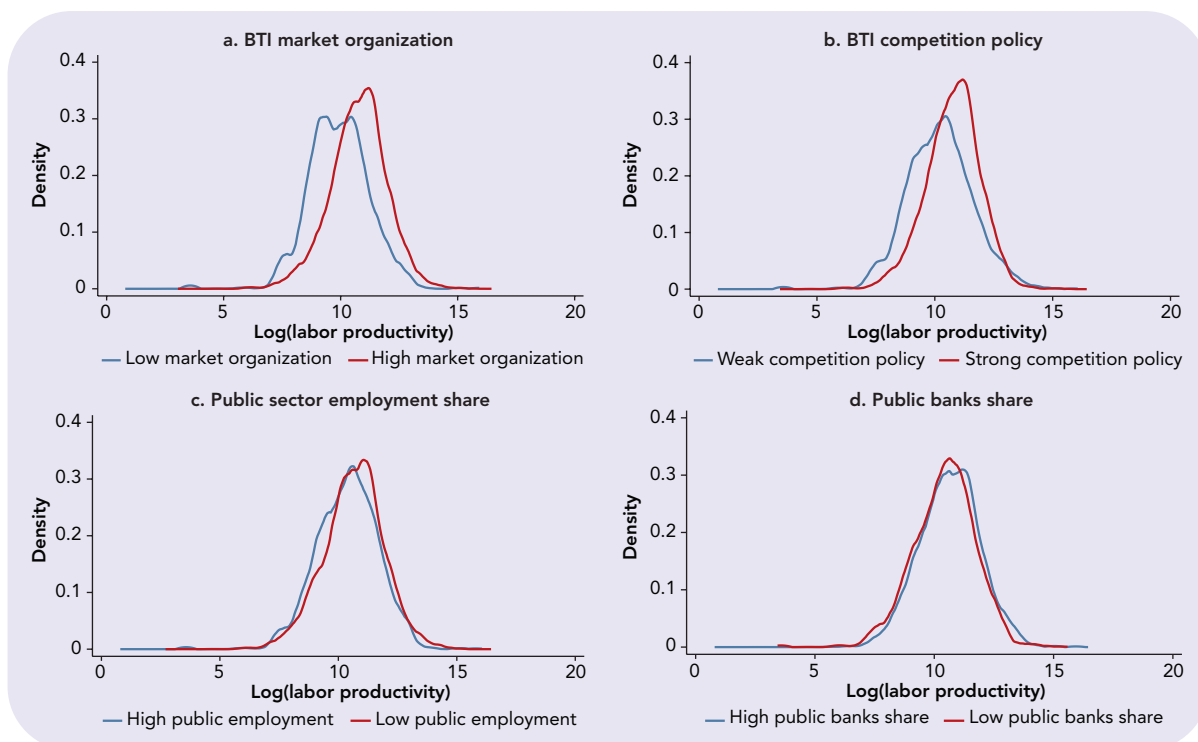 a. BTI market organization
0.4
0.3
0.2
0.1
0
Density
0 5 10 15 20
Log(labor productivity)
Low market organization High market organization
b. BTI competition policy
0.4
0.3
0.2
0.1
0
Density
0 5 10 15 20
Log(labor productivity)
Weak competition policy Strong competition policy
c. Public sector employment share
0.4
0.3
0.2
0.1
0
Density
0 5 10 15 20
Log(labor productivity)
High public employment Low public employment
d. Public banks share
0.4
0.3
0.2
0.1
0
Density
0 5 10 15 20
Log(labor productivity)
High public banks share Low public banks share